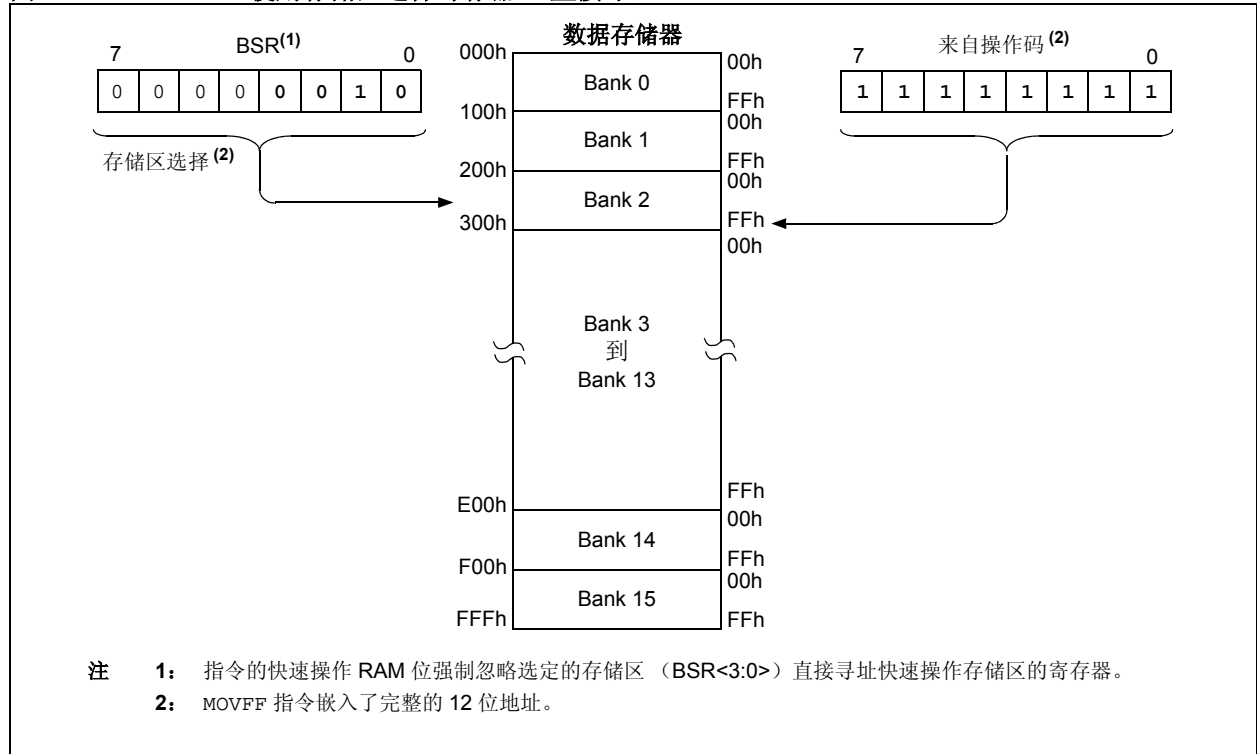 7 BSR(1) 0
0 0 0 0 0 0 1 0
存储区选择 (2)
数据存储器
000h
Bank 0
00h
FFh
100h
Bank 1
00h
FFh
200h
Bank 2
00h
FFh
300h
00h
Bank 3
到
Bank 13
FFh
E00h
Bank 14
00h
FFh
F00h
Bank 15
00h
FFFh
FFh
7 来自操作码 (2) 0
1 1 1 1 1 1 1 1
注 1： 指令的快速操作 RAM 位强制忽略选定的存储区 （BSR<3:0>）直接寻址快速操作存储区的寄存器。
2： MOVFF 指令嵌入了完整的 12 位地址。